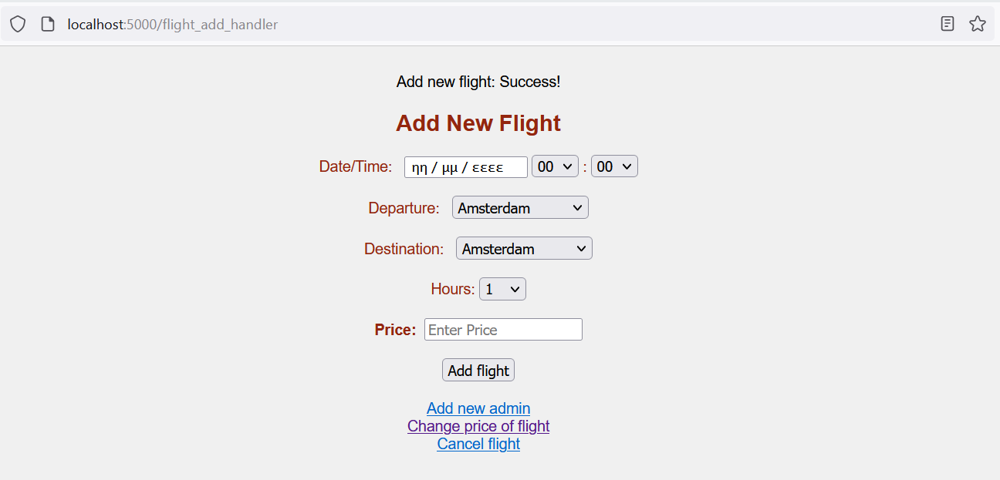 localhost:5000/flight_add_handler
Add new flight: Success!
Add New Flight
Date/Time: ηη / μμ / εεεε 00 : 00
Departure: Amsterdam
Destination: Amsterdam
Hours: 1
Price: Enter Price
Add flight
Add new admin
Change price of flight
Cancel flight